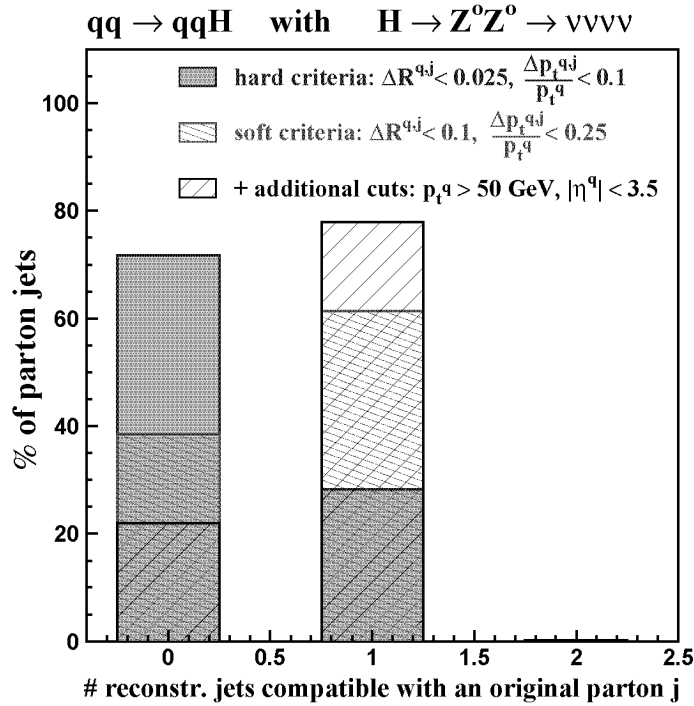 qq → qqH with H → Z⁰Z⁰ → νννν
hard criteria: ΔR^q,j < 0.025, Δp_t^q,j / p_t^q < 0.1
soft criteria: ΔR^q,j < 0.1, Δp_t^q,j / p_t^q < 0.25
+ additional cuts: p_t^q > 50 GeV, |η^q| < 3.5
% of parton jets
100
80
60
40
20
0
0 0.5 1 1.5 2 2.5
# reconstr. jets compatible with an original parton j